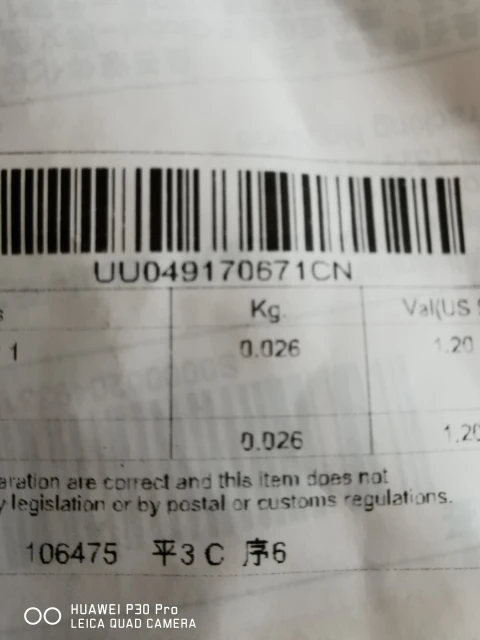 UU049170671CN
s Kg. Val(US $
1 0.026 1.20
0.026 1.20
aration are correct and this item does not
y legislation or by postal or customs regulations.
106475 平3 C 序6
HUAWEI P30 Pro
LEICA QUAD CAMERA